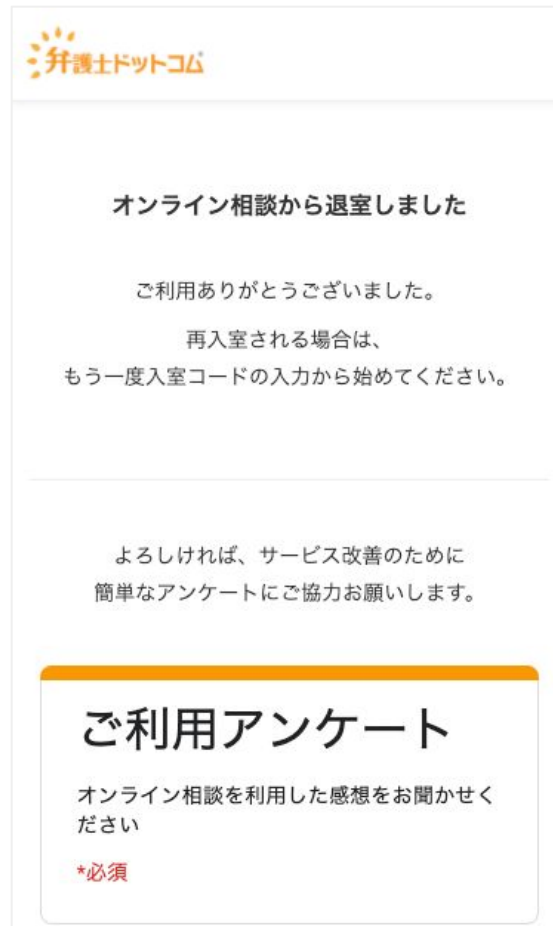 弁護士ドットコム
オンライン相談から退室しました
ご利用ありがとうございました。
再入室される場合は、
もう一度入室コードの入力から始めてください。
よろしければ、サービス改善のために
簡単なアンケートにご協力お願いします。
ご利用アンケート
オンライン相談を利用した感想をお聞かせく
ださい
*必須